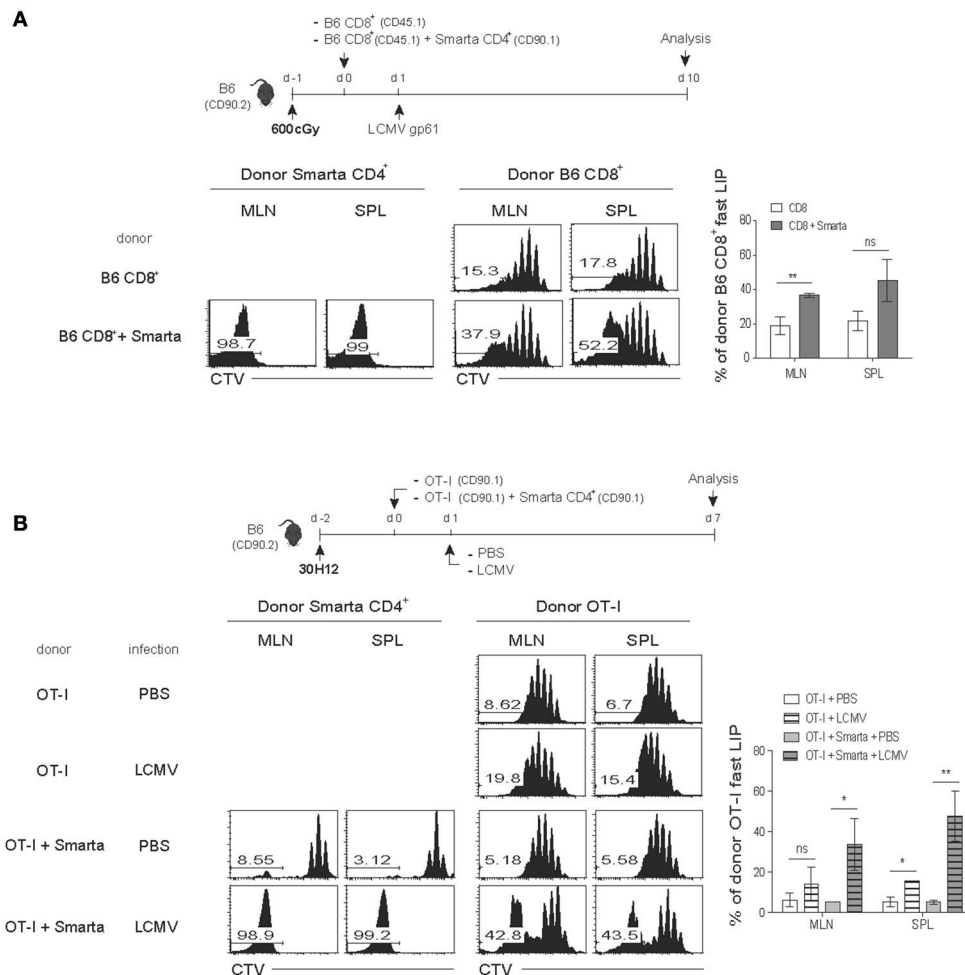 A
- B6 CD8⁺ (CD45.1)
- B6 CD8⁺ (CD45.1) + Smarta CD4⁺ (CD90.1)
Analysis
B6
(CD90.2)
d -1
d 0
d 1
d 10
600cGy
LCMV gp61
Donor Smarta CD4⁺
Donor B6 CD8⁺
MLN
SPL
MLN
SPL
donor
B6 CD8⁺
15.3
17.8
B6 CD8⁺ + Smarta
98.7
99
37.9
52.2
CTV
CTV
% of donor B6 CD8⁺ fast LIP
80
60
40
20
0
CD8
CD8 + Smarta
**
ns
MLN
SPL
B
- OT-I (CD90.1)
- OT-I (CD90.1) + Smarta CD4⁺ (CD90.1)
Analysis
B6
(CD90.2)
d -2
d 0
d 1
d 7
30H12
- PBS
- LCMV
Donor Smarta CD4⁺
Donor OT-I
donor
infection
MLN
SPL
MLN
SPL
OT-I
PBS
8.62
6.7
OT-I
LCMV
19.8
15.4
OT-I + Smarta
PBS
8.55
3.12
5.18
5.58
OT-I + Smarta
LCMV
98.9
99.2
42.8
43.5
CTV
CTV
% of donor OT-I fast LIP
80
60
40
20
0
OT-I + PBS
OT-I + LCMV
OT-I + Smarta + PBS
OT-I + Smarta + LCMV
ns
*
*
**
MLN
SPL